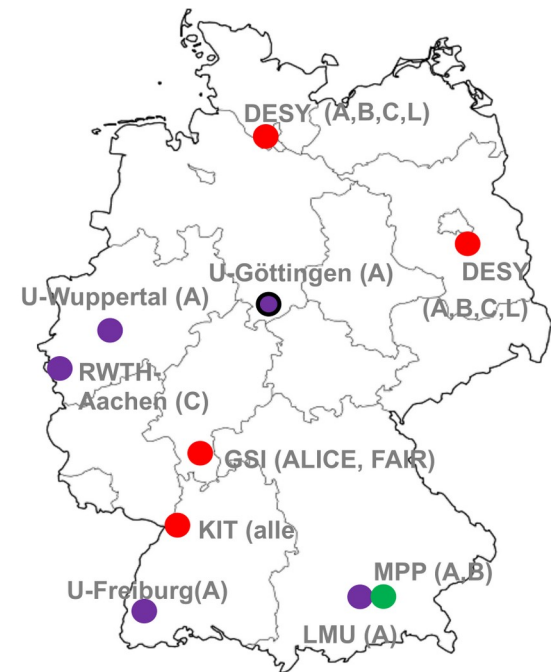 DESY (A,B,C,L)
U-Göttingen (A)
DESY
(A,B,C,L)
U-Wuppertal (A)
RWTH-
Aachen (C)
GSI (ALICE, FAIR)
KIT (alle
U-Freiburg(A)
MPP (A,B)
LMU (A)